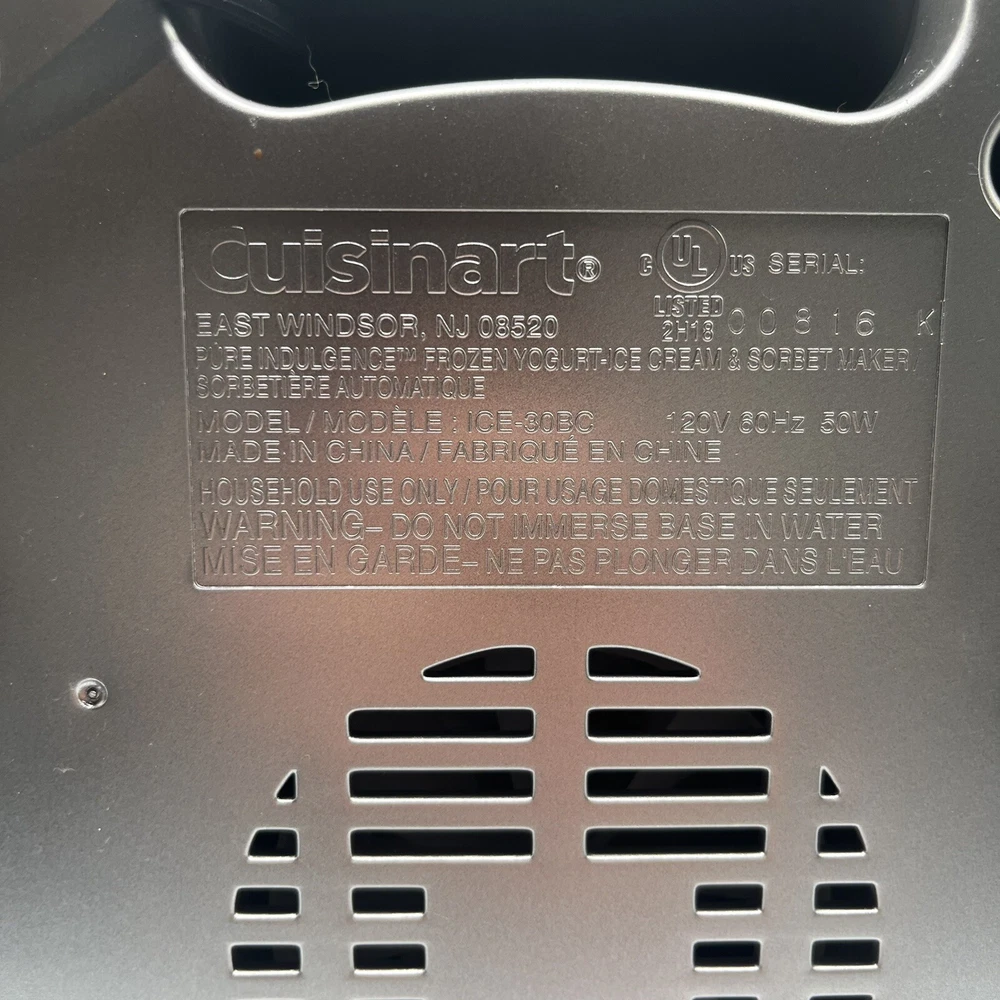 Cuisinart®
C UL US SERIAL:
LISTED
2H18 00816 K
EAST WINDSOR, NJ 08520
PURE INDULGENCE™ FROZEN YOGURT-ICE CREAM & SORBET MAKER/
SORBETIÈRE AUTOMATIQUE
MODEL / MODÈLE : ICE-30BC 120V 60Hz 50W
MADE IN CHINA / FABRIQUÉ EN CHINE
HOUSEHOLD USE ONLY / POUR USAGE DOMESTIQUE SEULEMENT
WARNING– DO NOT IMMERSE BASE IN WATER
MISE EN GARDE– NE PAS PLONGER DANS L'EAU